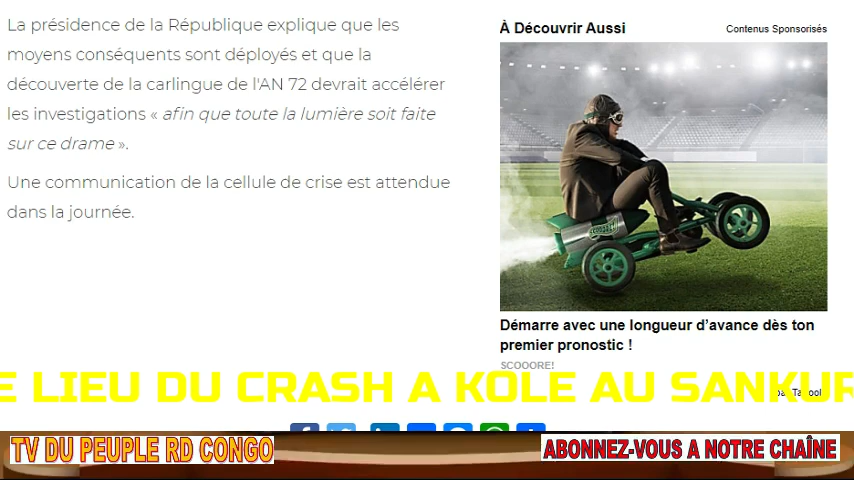 La présidence de la République explique que les
moyens conséquents sont déployés et que la
découverte de la carlingue de l'AN 72 devrait accélérer
les investigations « afin que toute la lumière soit faite
sur ce drame ».
Une communication de la cellule de crise est attendue
dans la journée.
À Découvrir Aussi
Contenus Sponsorisés
Démarre avec une longueur d'avance dès ton
premier pronostic !
SCOOORE!
E LIEU DU CRASH A KOLE AU SANKUR
TV DU PEUPLE RD CONGO
ABONNEZ-VOUS A NOTRE CHAÎNE